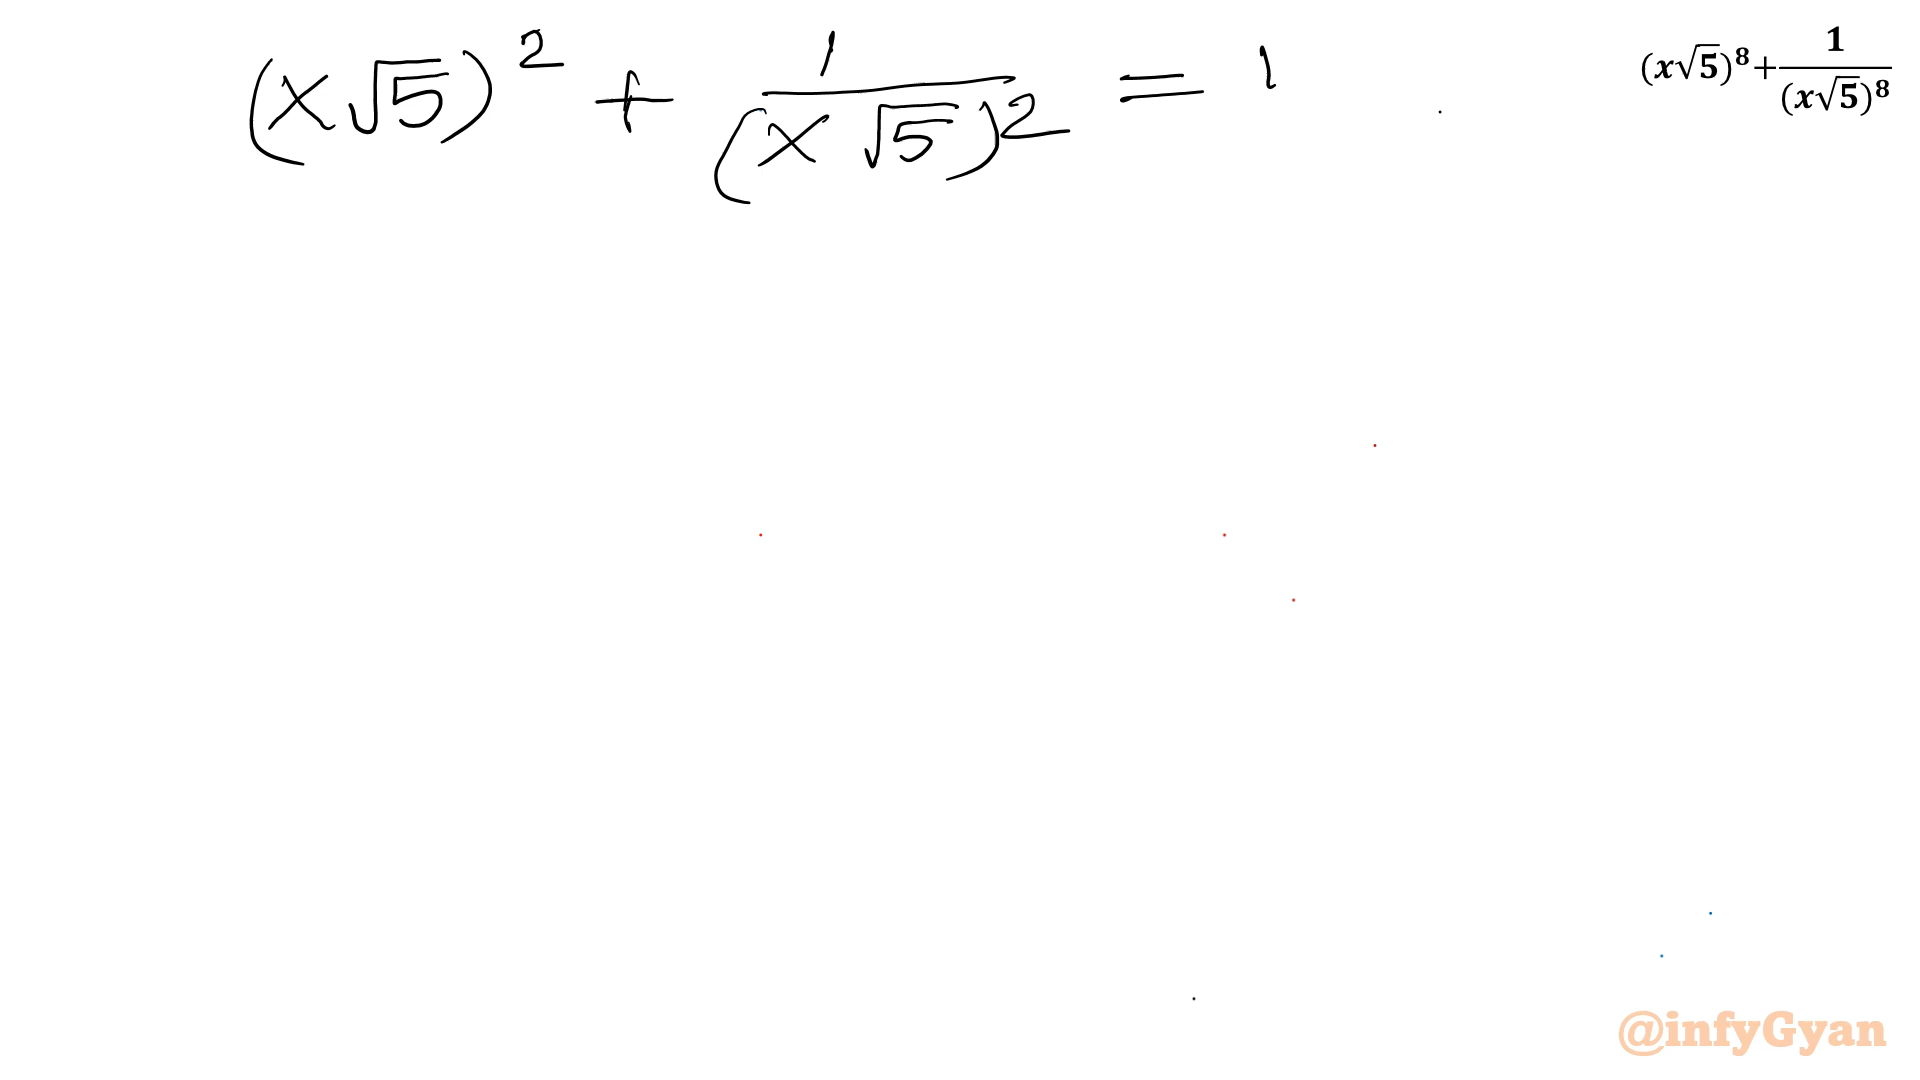 (x√5)² + 1/(x√5)² = 1
(x√5)⁸+1/(x√5)⁸
@infyGyan